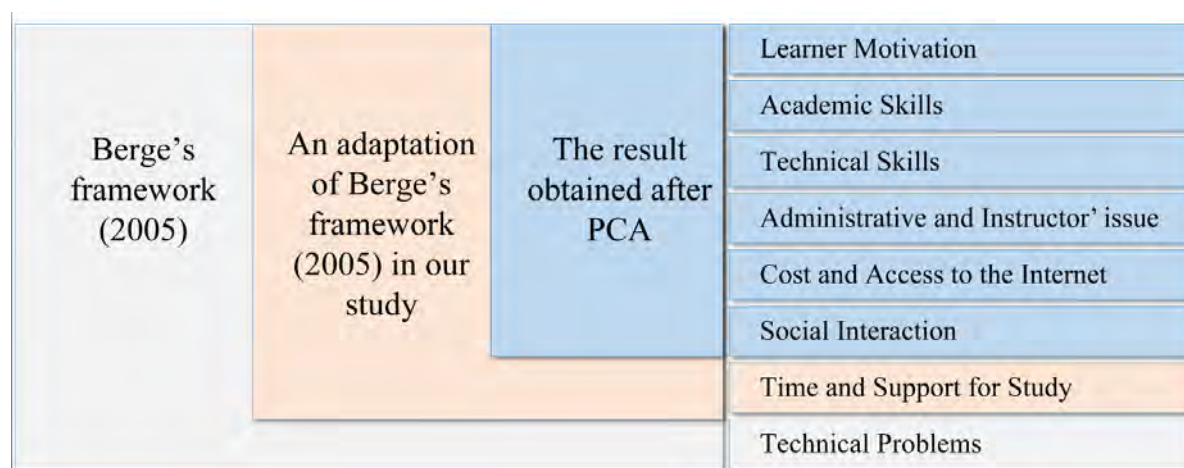 Berge's
framework
(2005)
An adaptation
of Berge's
framework
(2005) in our
study
The result
obtained after
PCA
Learner Motivation
Academic Skills
Technical Skills
Administrative and Instructor' issue
Cost and Access to the Internet
Social Interaction
Time and Support for Study
Technical Problems